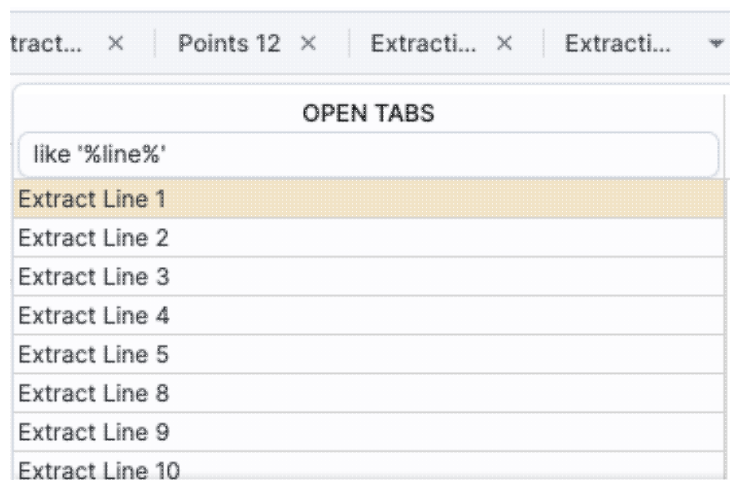 tract... × Points 12 × Extracti... × Extracti...
OPEN TABS
like '%line%'
Extract Line 1
Extract Line 2
Extract Line 3
Extract Line 4
Extract Line 5
Extract Line 8
Extract Line 9
Extract Line 10